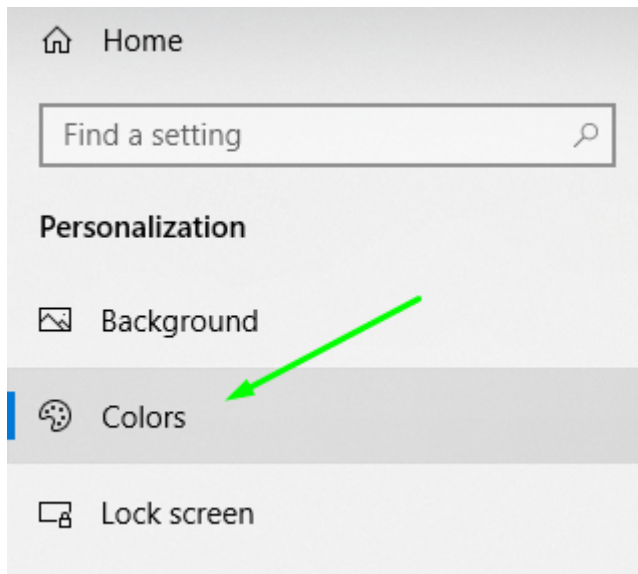 Home
Find a setting
Personalization
Background
Colors
Lock screen